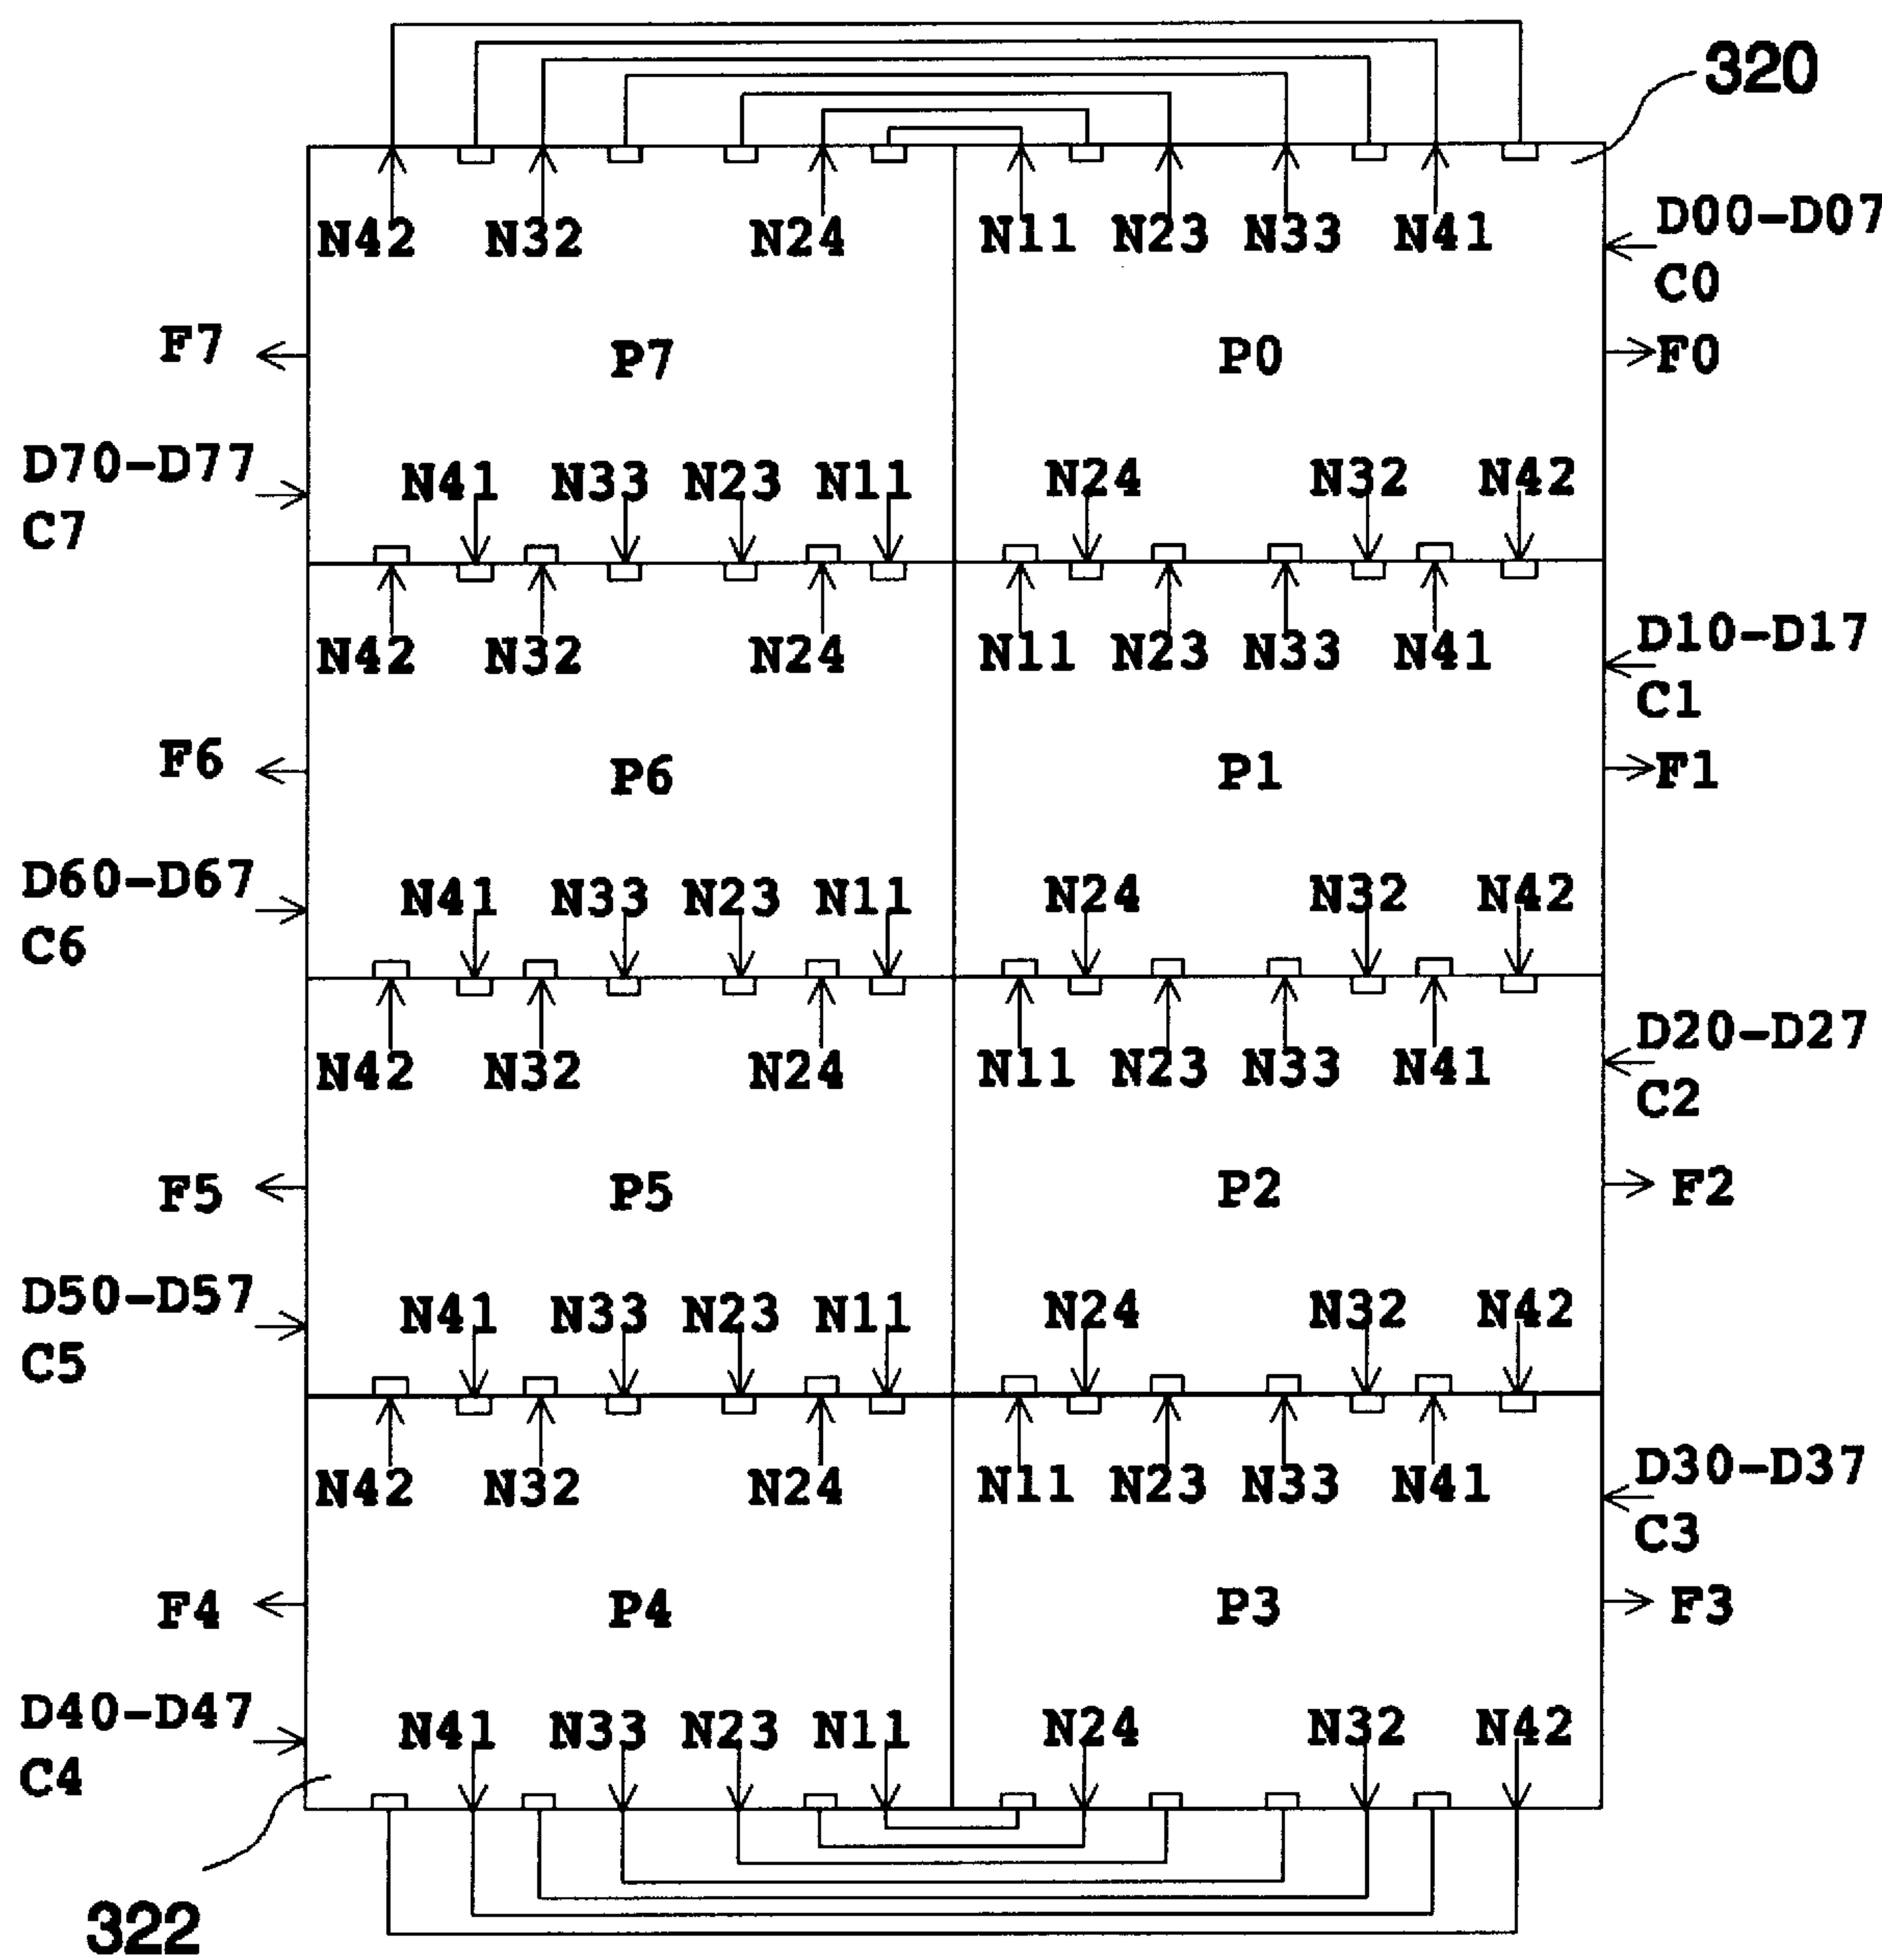 320
N42 N32 N24 N11 N23 N33 N41
D00-D07
C0
F7 P7 P0 F0
D70-D77
C7
N41 N33 N23 N11 N24 N32 N42
N42 N32 N24 N11 N23 N33 N41
D10-D17
C1
F6 P6 P1 F1
D60-D67
C6
N41 N33 N23 N11 N24 N32 N42
N42 N32 N24 N11 N23 N33 N41
D20-D27
C2
F5 P5 P2 F2
D50-D57
C5
N41 N33 N23 N11 N24 N32 N42
N42 N32 N24 N11 N23 N33 N41
D30-D37
C3
F4 P4 P3 F3
D40-D47
C4
N41 N33 N23 N11 N24 N32 N42
322